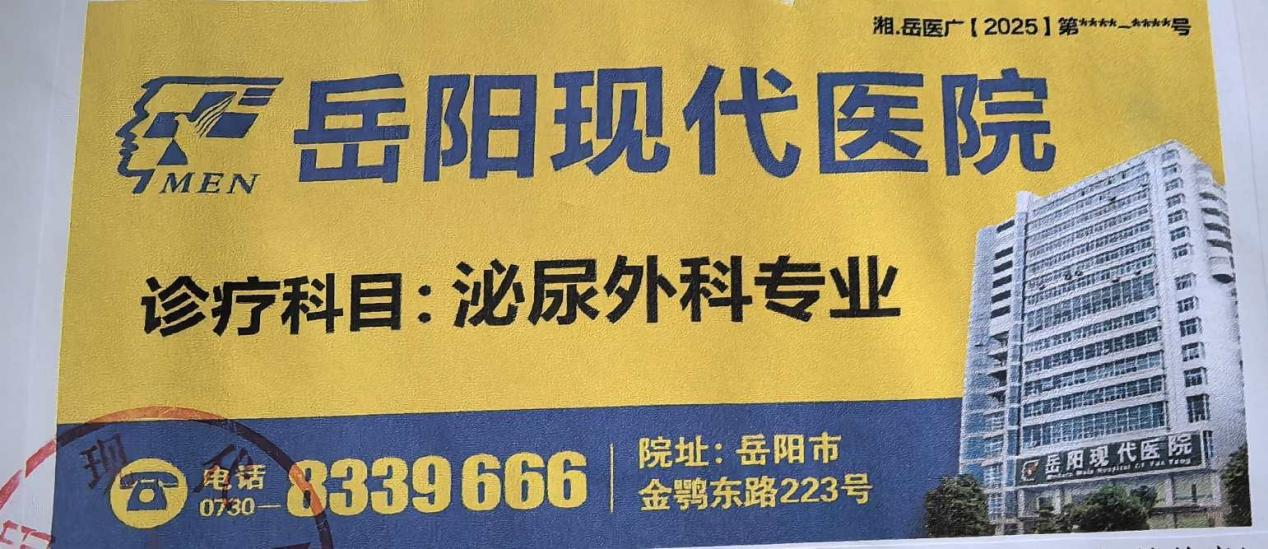 湘.岳医广【2025】第****-****号
岳阳现代医院
MEN
诊疗科目：泌尿外科专业
电话
0730—8339666
院址：岳阳市
金鹗东路223号
岳阳现代医院
现代